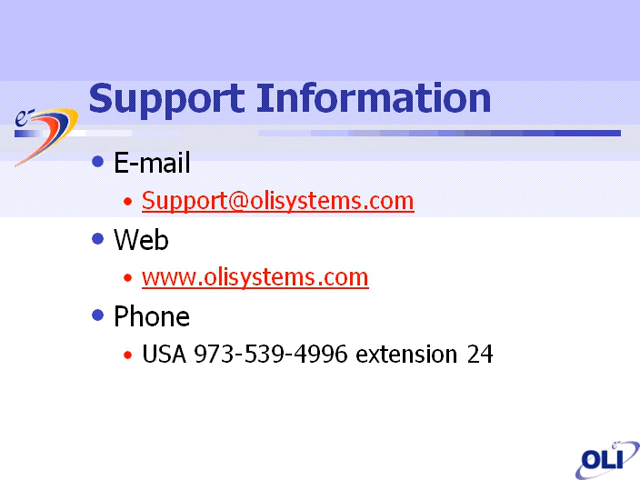 Support Information
e-
• E-mail
• Support@olisystems.com
• Web
• www.olisystems.com
• Phone
• USA 973-539-4996 extension 24
OLI